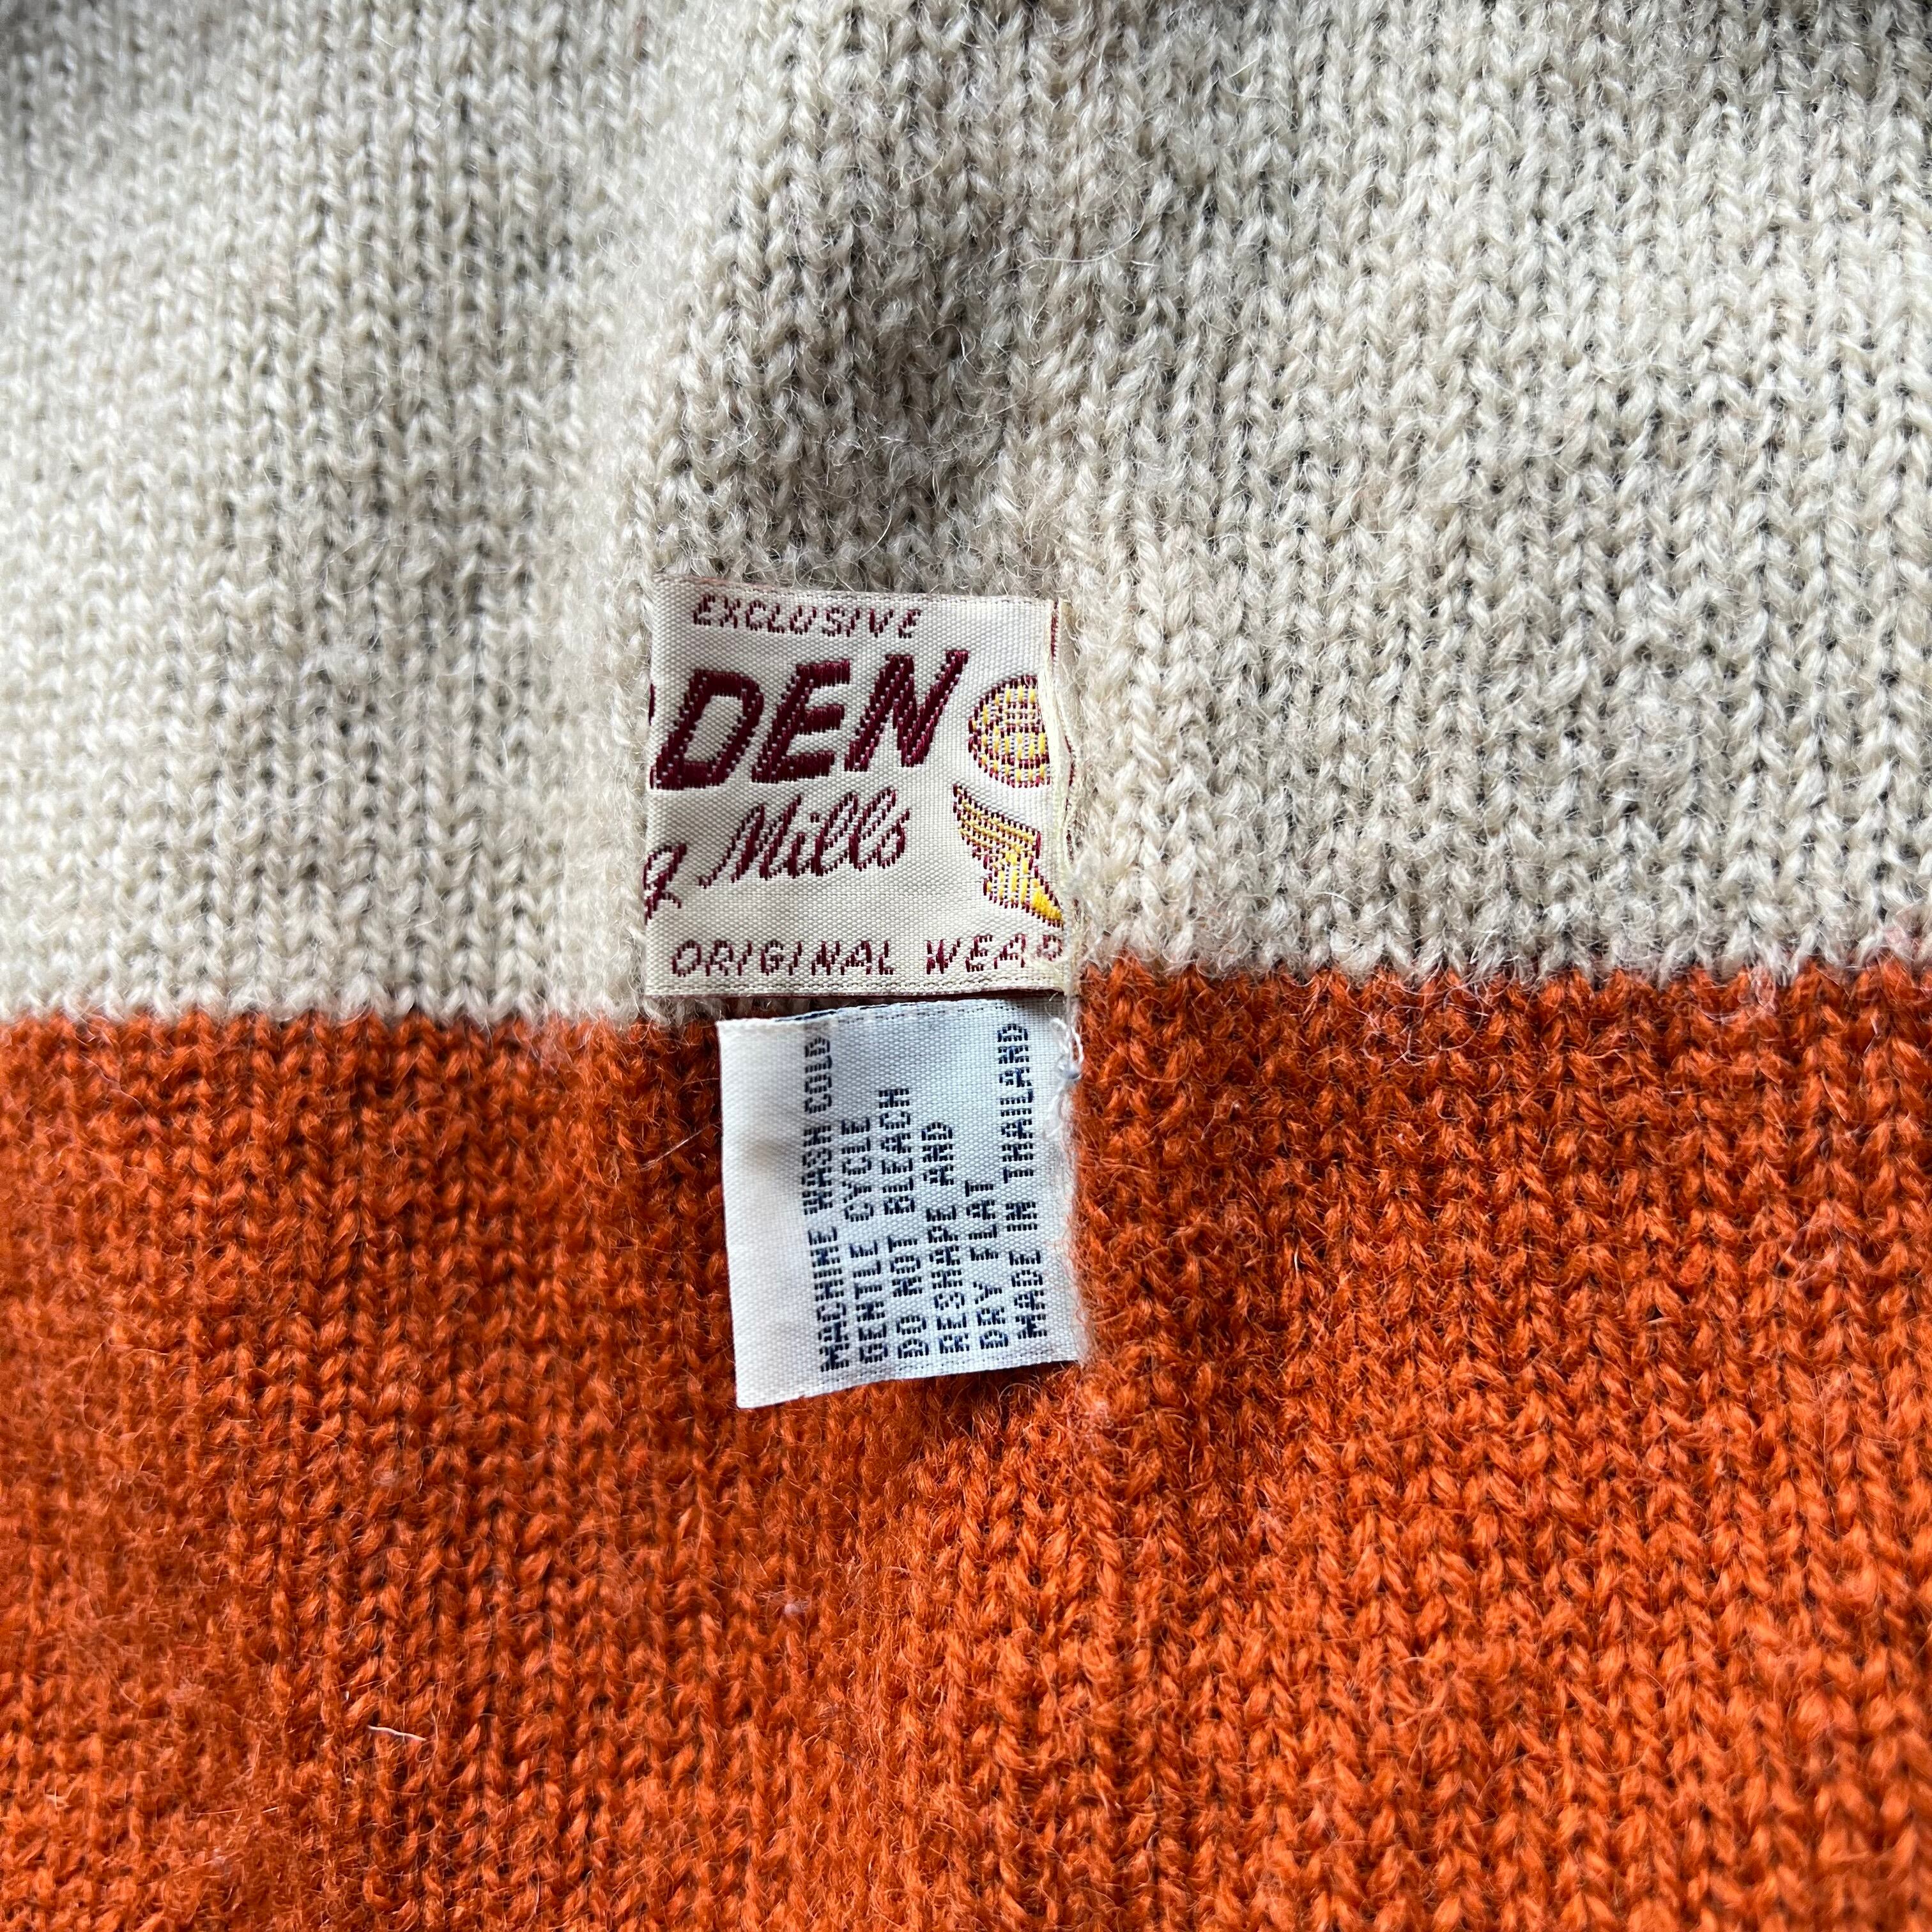 EXCLUSIVE
DEN
g Mills
ORIGINAL WEAR
MACHINE WASH COLD
GENTLE CYCLE
DO NOT BLEACH
RESHAPE AND
DRY FLAT
MADE IN THAILAND